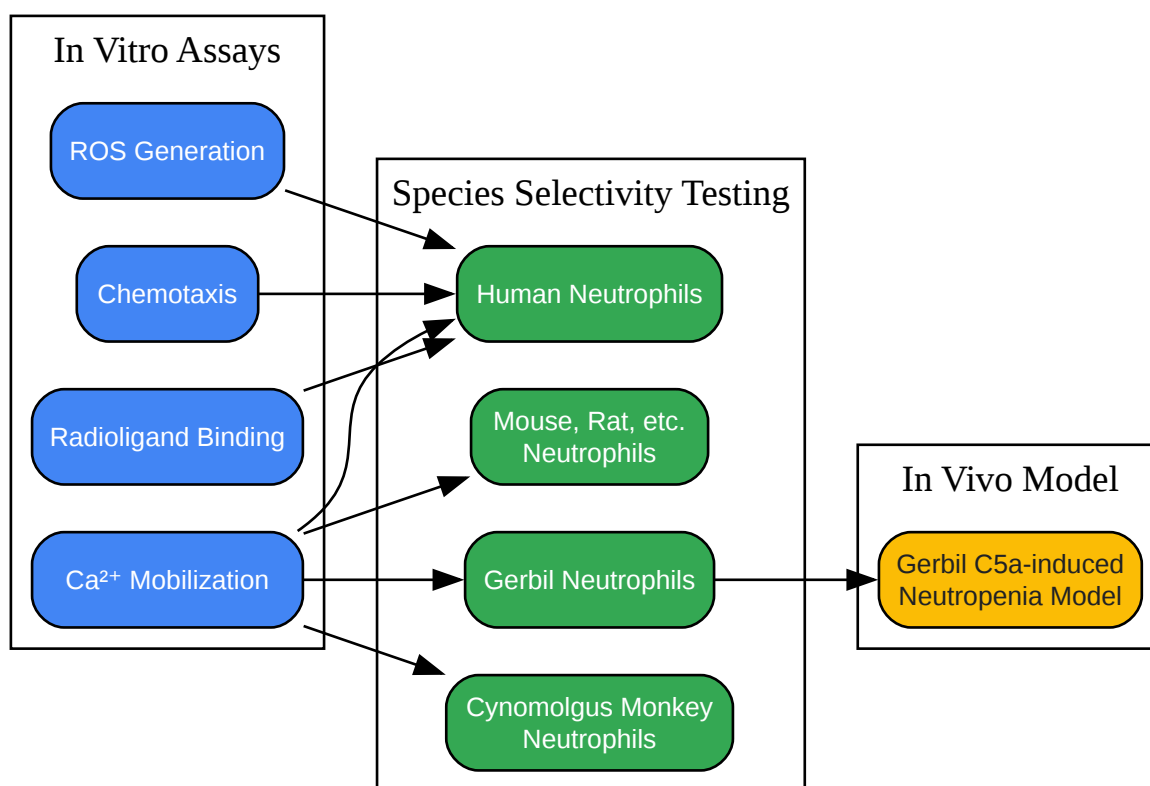 In Vitro Assays
ROS Generation
Chemotaxis
Radioligand Binding
Ca²⁺ Mobilization
Species Selectivity Testing
Human Neutrophils
Mouse, Rat, etc.
Neutrophils
Gerbil Neutrophils
Cynomolgus Monkey
Neutrophils
In Vivo Model
Gerbil C5a-induced
Neutropenia Model